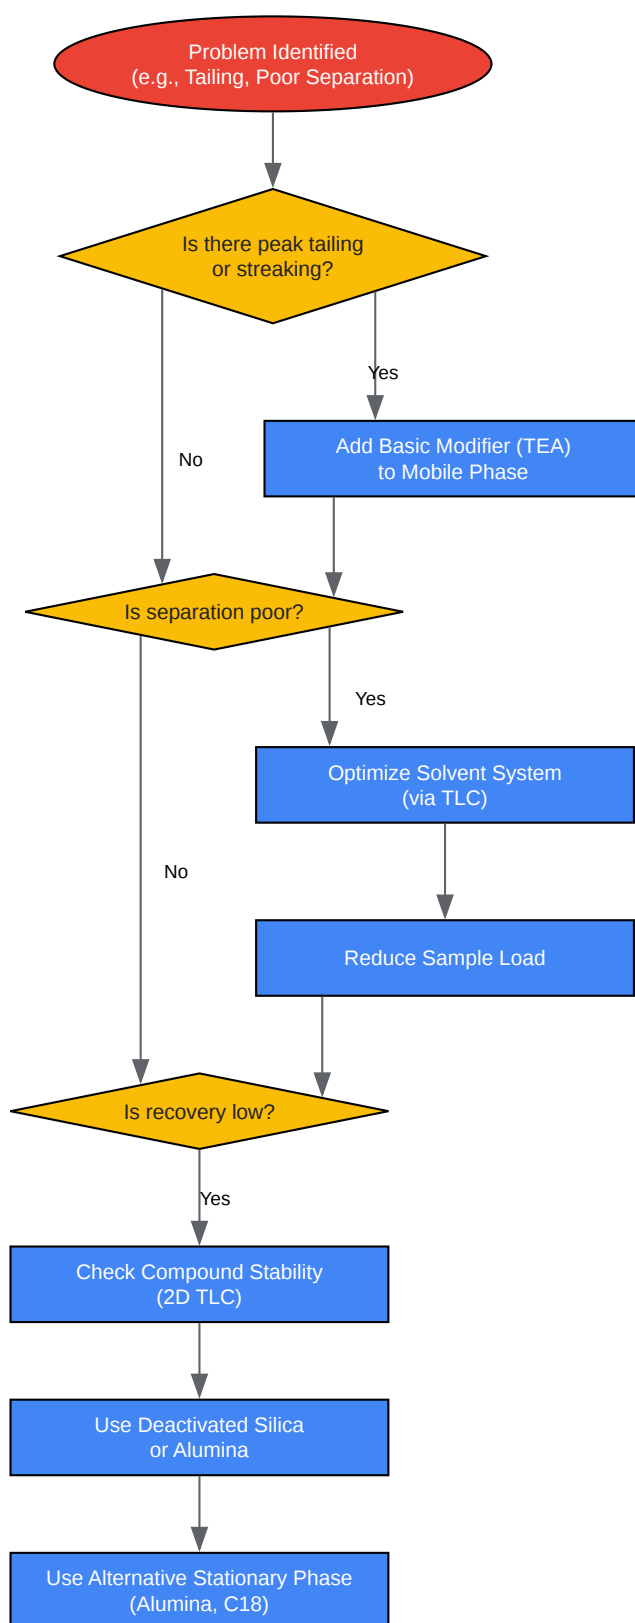 Problem Identified
(e.g., Tailing, Poor Separation)
Is there peak tailing
or streaking?
Yes
Add Basic Modifier (TEA)
to Mobile Phase
No
Is separation poor?
Yes
Optimize Solvent System
(via TLC)
No
Reduce Sample Load
Is recovery low?
Yes
Check Compound Stability
(2D TLC)
Use Deactivated Silica
or Alumina
Use Alternative Stationary Phase
(Alumina, C18)